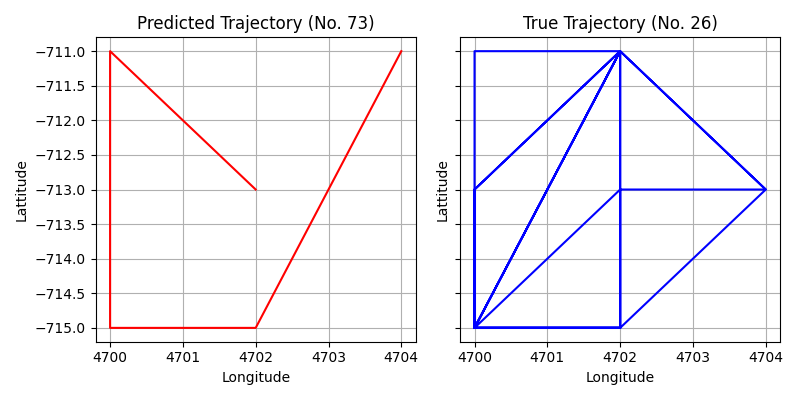 Predicted Trajectory (No. 73)
True Trajectory (No. 26)
−711.0
−711.5
−712.0
−712.5
−713.0
−713.5
−714.0
−714.5
−715.0
Lattitude
Lattitude
4700 4701 4702 4703 4704
4700 4701 4702 4703 4704
Longitude
Longitude